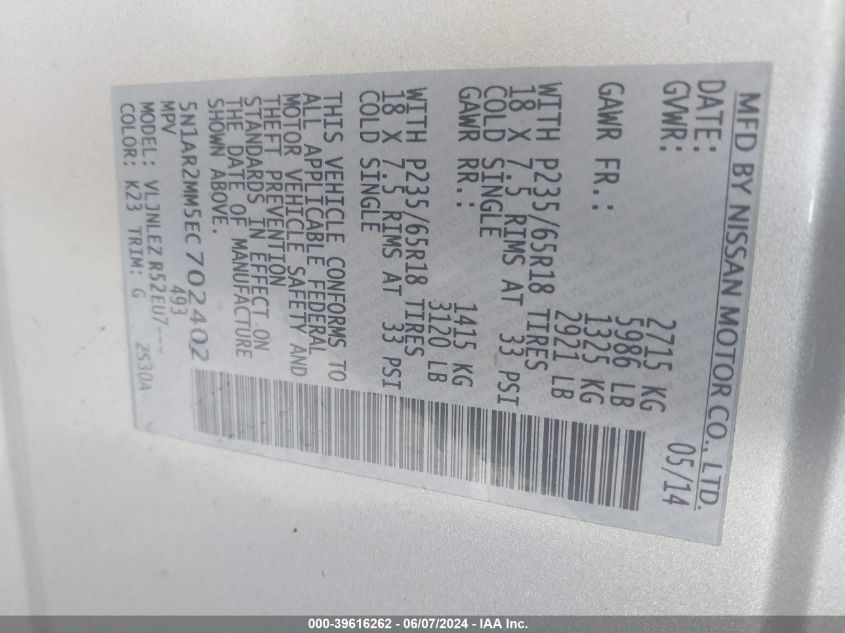 MFD BY NISSAN MOTOR CO., LTD.
DATE: 05/14
GVWR: 2715 KG
5986 LB
GAWR FR.: 1325 KG
2921 LB
WITH P235/65R18 TIRES
18 X 7.5 RIMS AT 33 PSI
COLD SINGLE
GAWR RR.: 1415 KG
3120 LB
WITH P235/65R18 TIRES
18 X 7.5 RIMS AT 33 PSI
COLD SINGLE
THIS VEHICLE CONFORMS TO
ALL APPLICABLE FEDERAL
MOTOR VEHICLE SAFETY AND
THEFT PREVENTION
STANDARDS IN EFFECT ON
THE DATE OF MANUFACTURE
SHOWN ABOVE.
5N1AR2MM5EC702402
MPV 493
MODEL: VLJNLEZ R52EU7---
COLOR: K23 TRIM: G 2530A
000-39616262 - 06/07/2024 - IAA Inc.